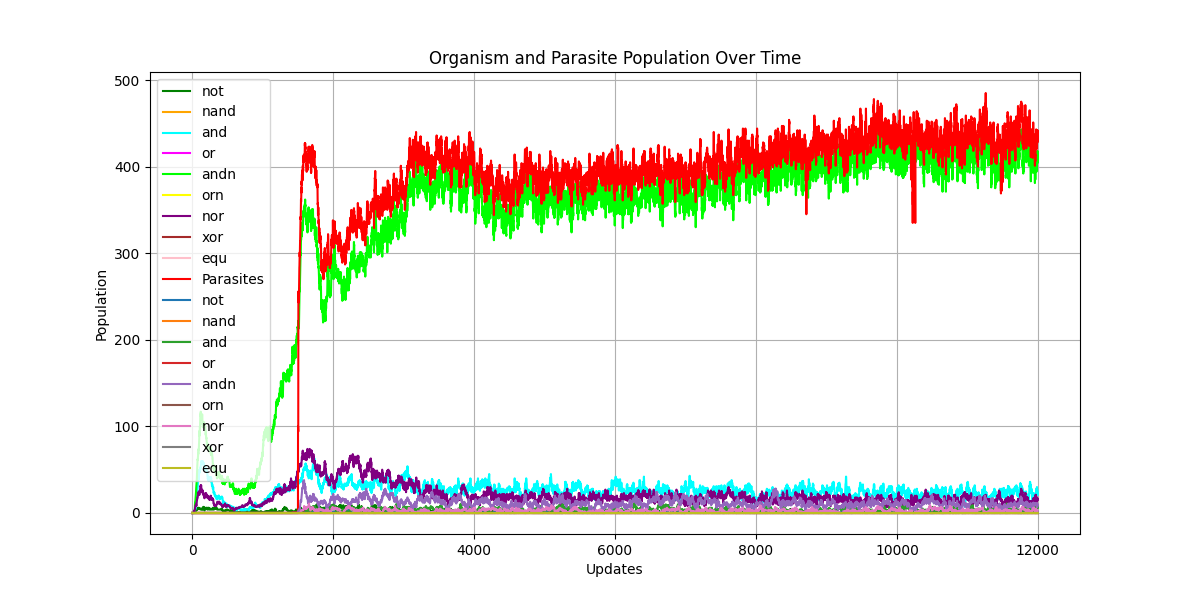 Organism and Parasite Population Over Time
500
400
300
200
100
0
Population
not
nand
and
or
andn
orn
nor
xor
equ
Parasites
not
nand
and
or
andn
orn
nor
xor
equ
0 2000 4000 6000 8000 10000 12000
Updates